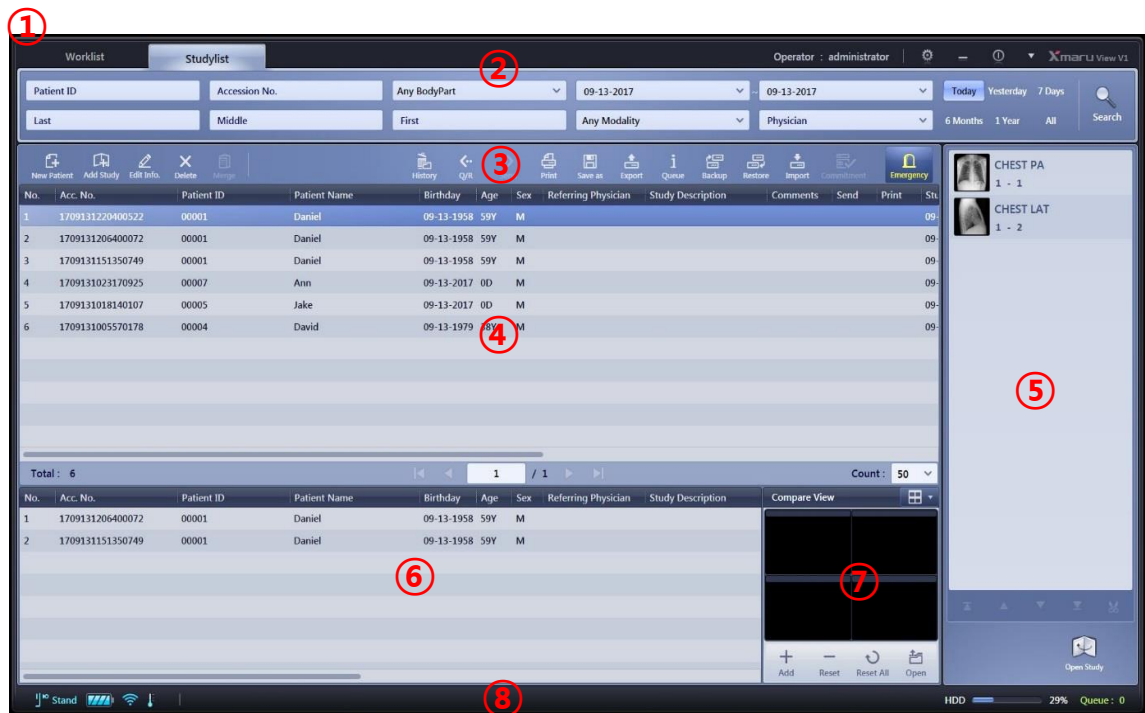 ①
Worklist Studylist ② Operator : administrator Xmaru View V1
Patient ID Accession No. Any BodyPart 09-13-2017 ~ 09-13-2017 Today Yesterday 7 Days
Last Middle First Any Modality Physician 6 Months 1 Year All Search
New Patient Add Study Edit Info. Delete Merge History Q/R ③ Print Save as Export Queue Backup Restore Import Commitment Emergency
No. Acc. No. Patient ID Patient Name Birthday Age Sex Referring Physician Study Description Comments Send Print Stu
1 1709131220400522 00001 Daniel 09-13-1958 59Y M 09-
2 1709131206400072 00001 Daniel 09-13-1958 59Y M 09-
3 1709131151350749 00001 Daniel 09-13-1958 59Y M 09-
4 1709131023170925 00007 Ann 09-13-2017 0D M 09-
5 1709131018140107 00005 Jake 09-13-2017 0D M 09-
6 1709131005570178 00004 David 09-13-1979 38Y M 09-
④
Total : 6 1 / 1 Count : 50
CHEST PA
1 - 1
CHEST LAT
1 - 2
⑤
No. Acc. No. Patient ID Patient Name Birthday Age Sex Referring Physician Study Description
1 1709131206400072 00001 Daniel 09-13-1958 59Y M
2 1709131151350749 00001 Daniel 09-13-1958 59Y M
⑥
Compare View
⑦
Add Reset Reset All Open
Open Study
Stand ⑧ HDD 29% Queue : 0